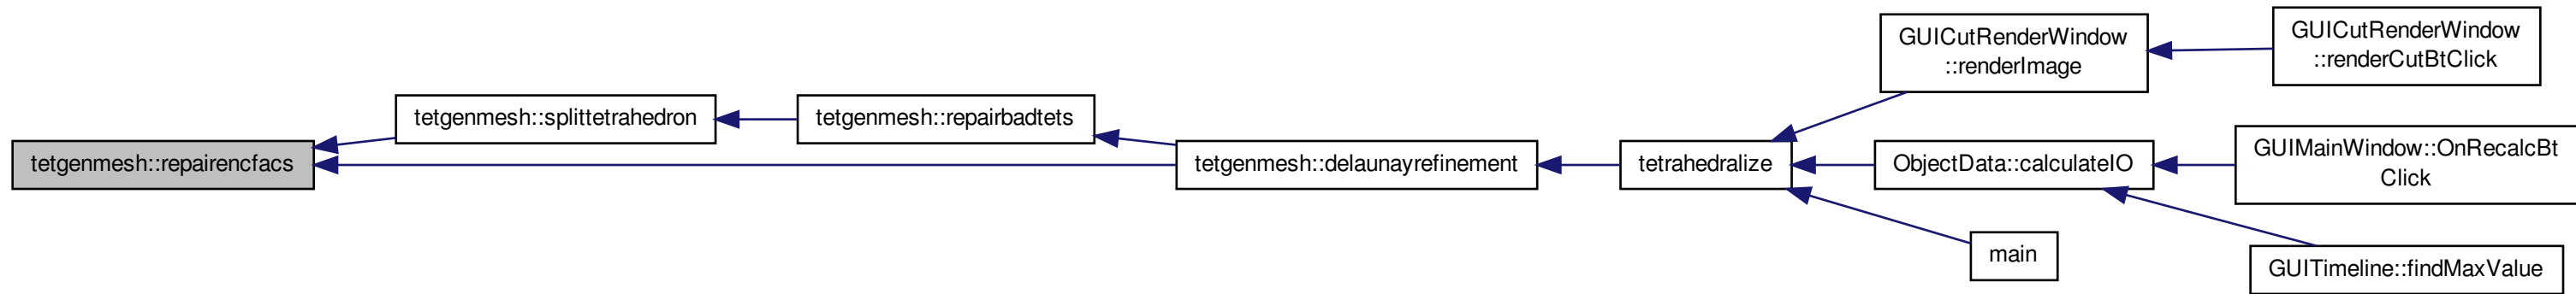 tetgenmesh::repairencfacs
tetgenmesh::splittetrahedron
tetgenmesh::repairbadtets
tetgenmesh::delaunayrefinement
tetrahedralize
GUICutRenderWindow
::renderImage
GUICutRenderWindow
::renderCutBtClick
ObjectData::calculateIO
GUIMainWindow::OnRecalcBt
Click
main
GUITimeline::findMaxValue